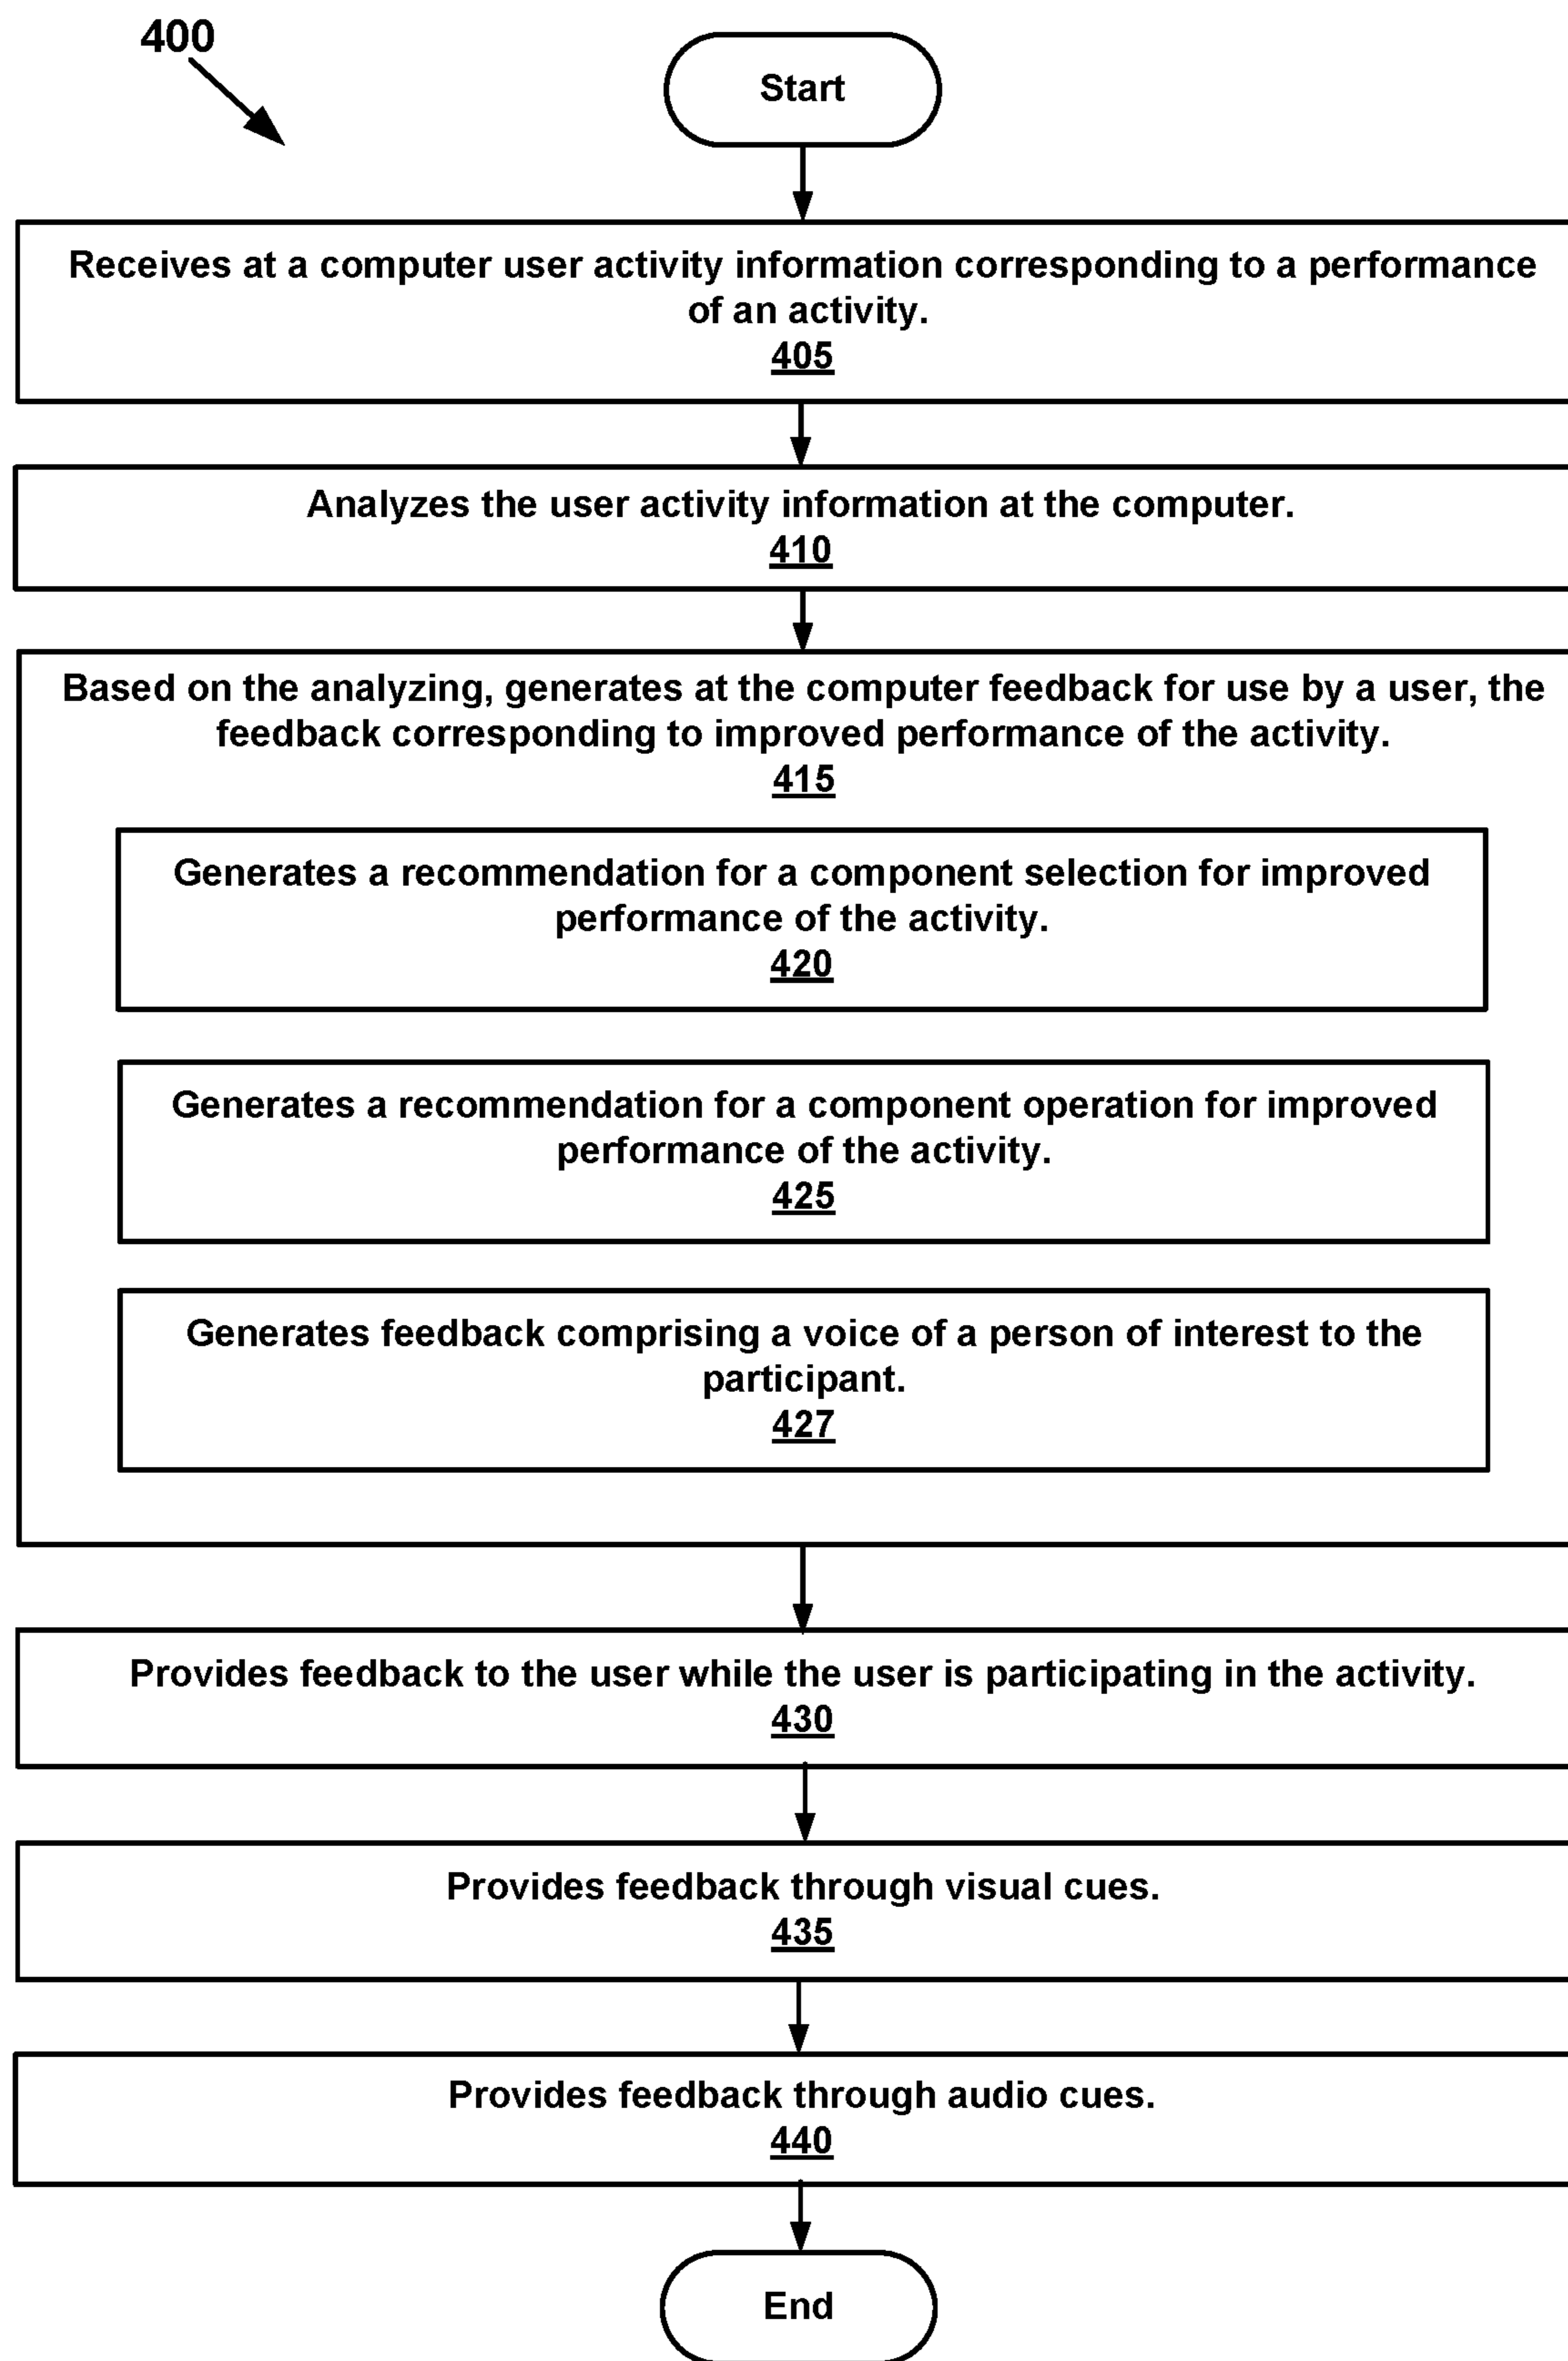 400
Start
Receives at a computer user activity information corresponding to a performance
of an activity.
405
Analyzes the user activity information at the computer.
410
Based on the analyzing, generates at the computer feedback for use by a user, the
feedback corresponding to improved performance of the activity.
415
Generates a recommendation for a component selection for improved
performance of the activity.
420
Generates a recommendation for a component operation for improved
performance of the activity.
425
Generates feedback comprising a voice of a person of interest to the
participant.
427
Provides feedback to the user while the user is participating in the activity.
430
Provides feedback through visual cues.
435
Provides feedback through audio cues.
440
End